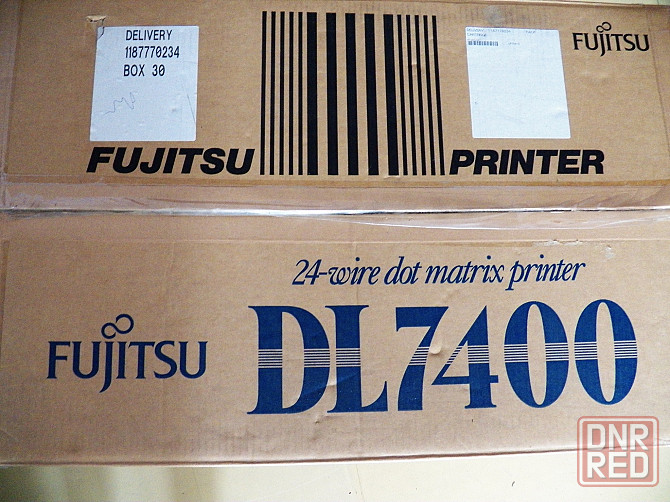 DELIVERY
1187770234
BOX 30
FUJITSU
FUJITSU PRINTER
24-wire dot matrix printer
FUJITSU
DL7400
DNR
RED